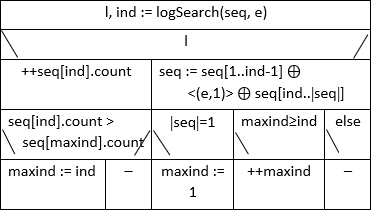 l, ind := logSearch(seq, e)
l
++seq[ind].count
seq := seq[1..ind-1] ⊕
<(e,1)> ⊕ seq[ind..|seq|]
seq[ind].count >
seq[maxind].count
|seq|=1
maxind≥ind
else
maxind := ind
–
maxind :=
1
++maxind
–